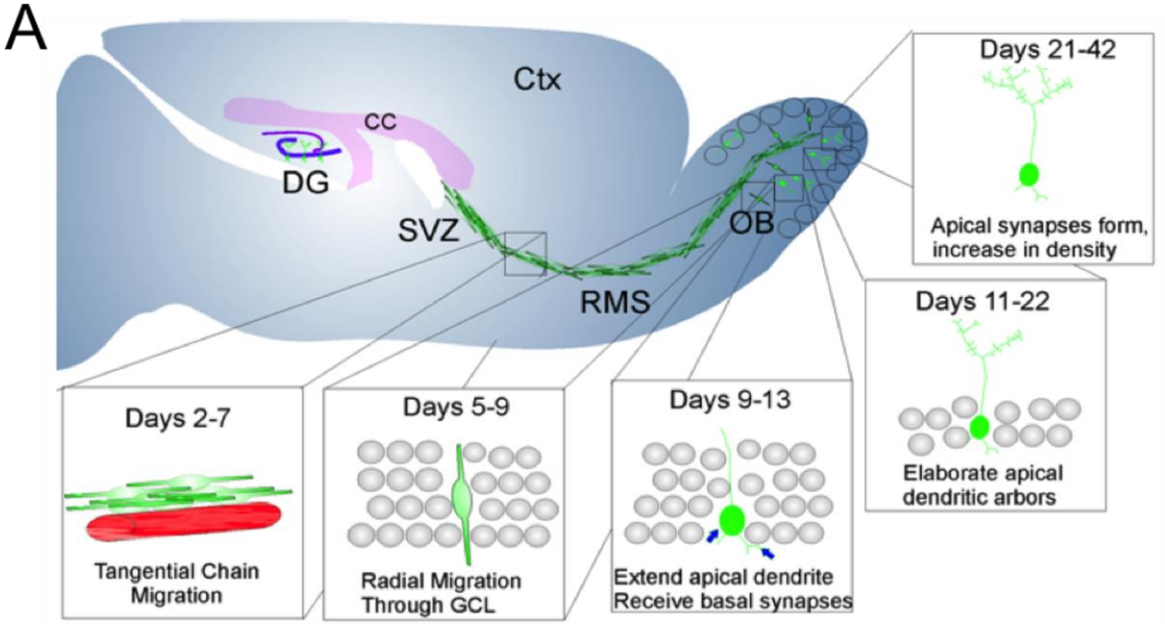 A
Ctx
CC
DG
SVZ
OB
RMS
Days 21-42
Apical synapses form,
increase in density
Days 11-22
Elaborate apical
dendritic arbors
Days 2-7
Tangential Chain
Migration
Days 5-9
Radial Migration
Through GCL
Days 9-13
Extend apical dendrite
Receive basal synapses